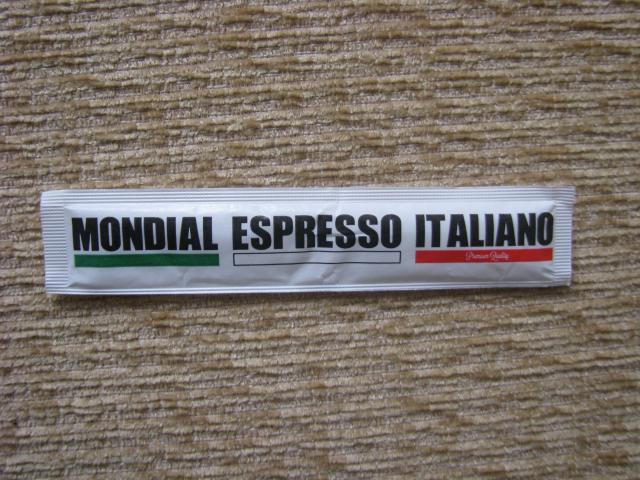 MONDIAL ESPRESSO ITALIANO
Premium Quality